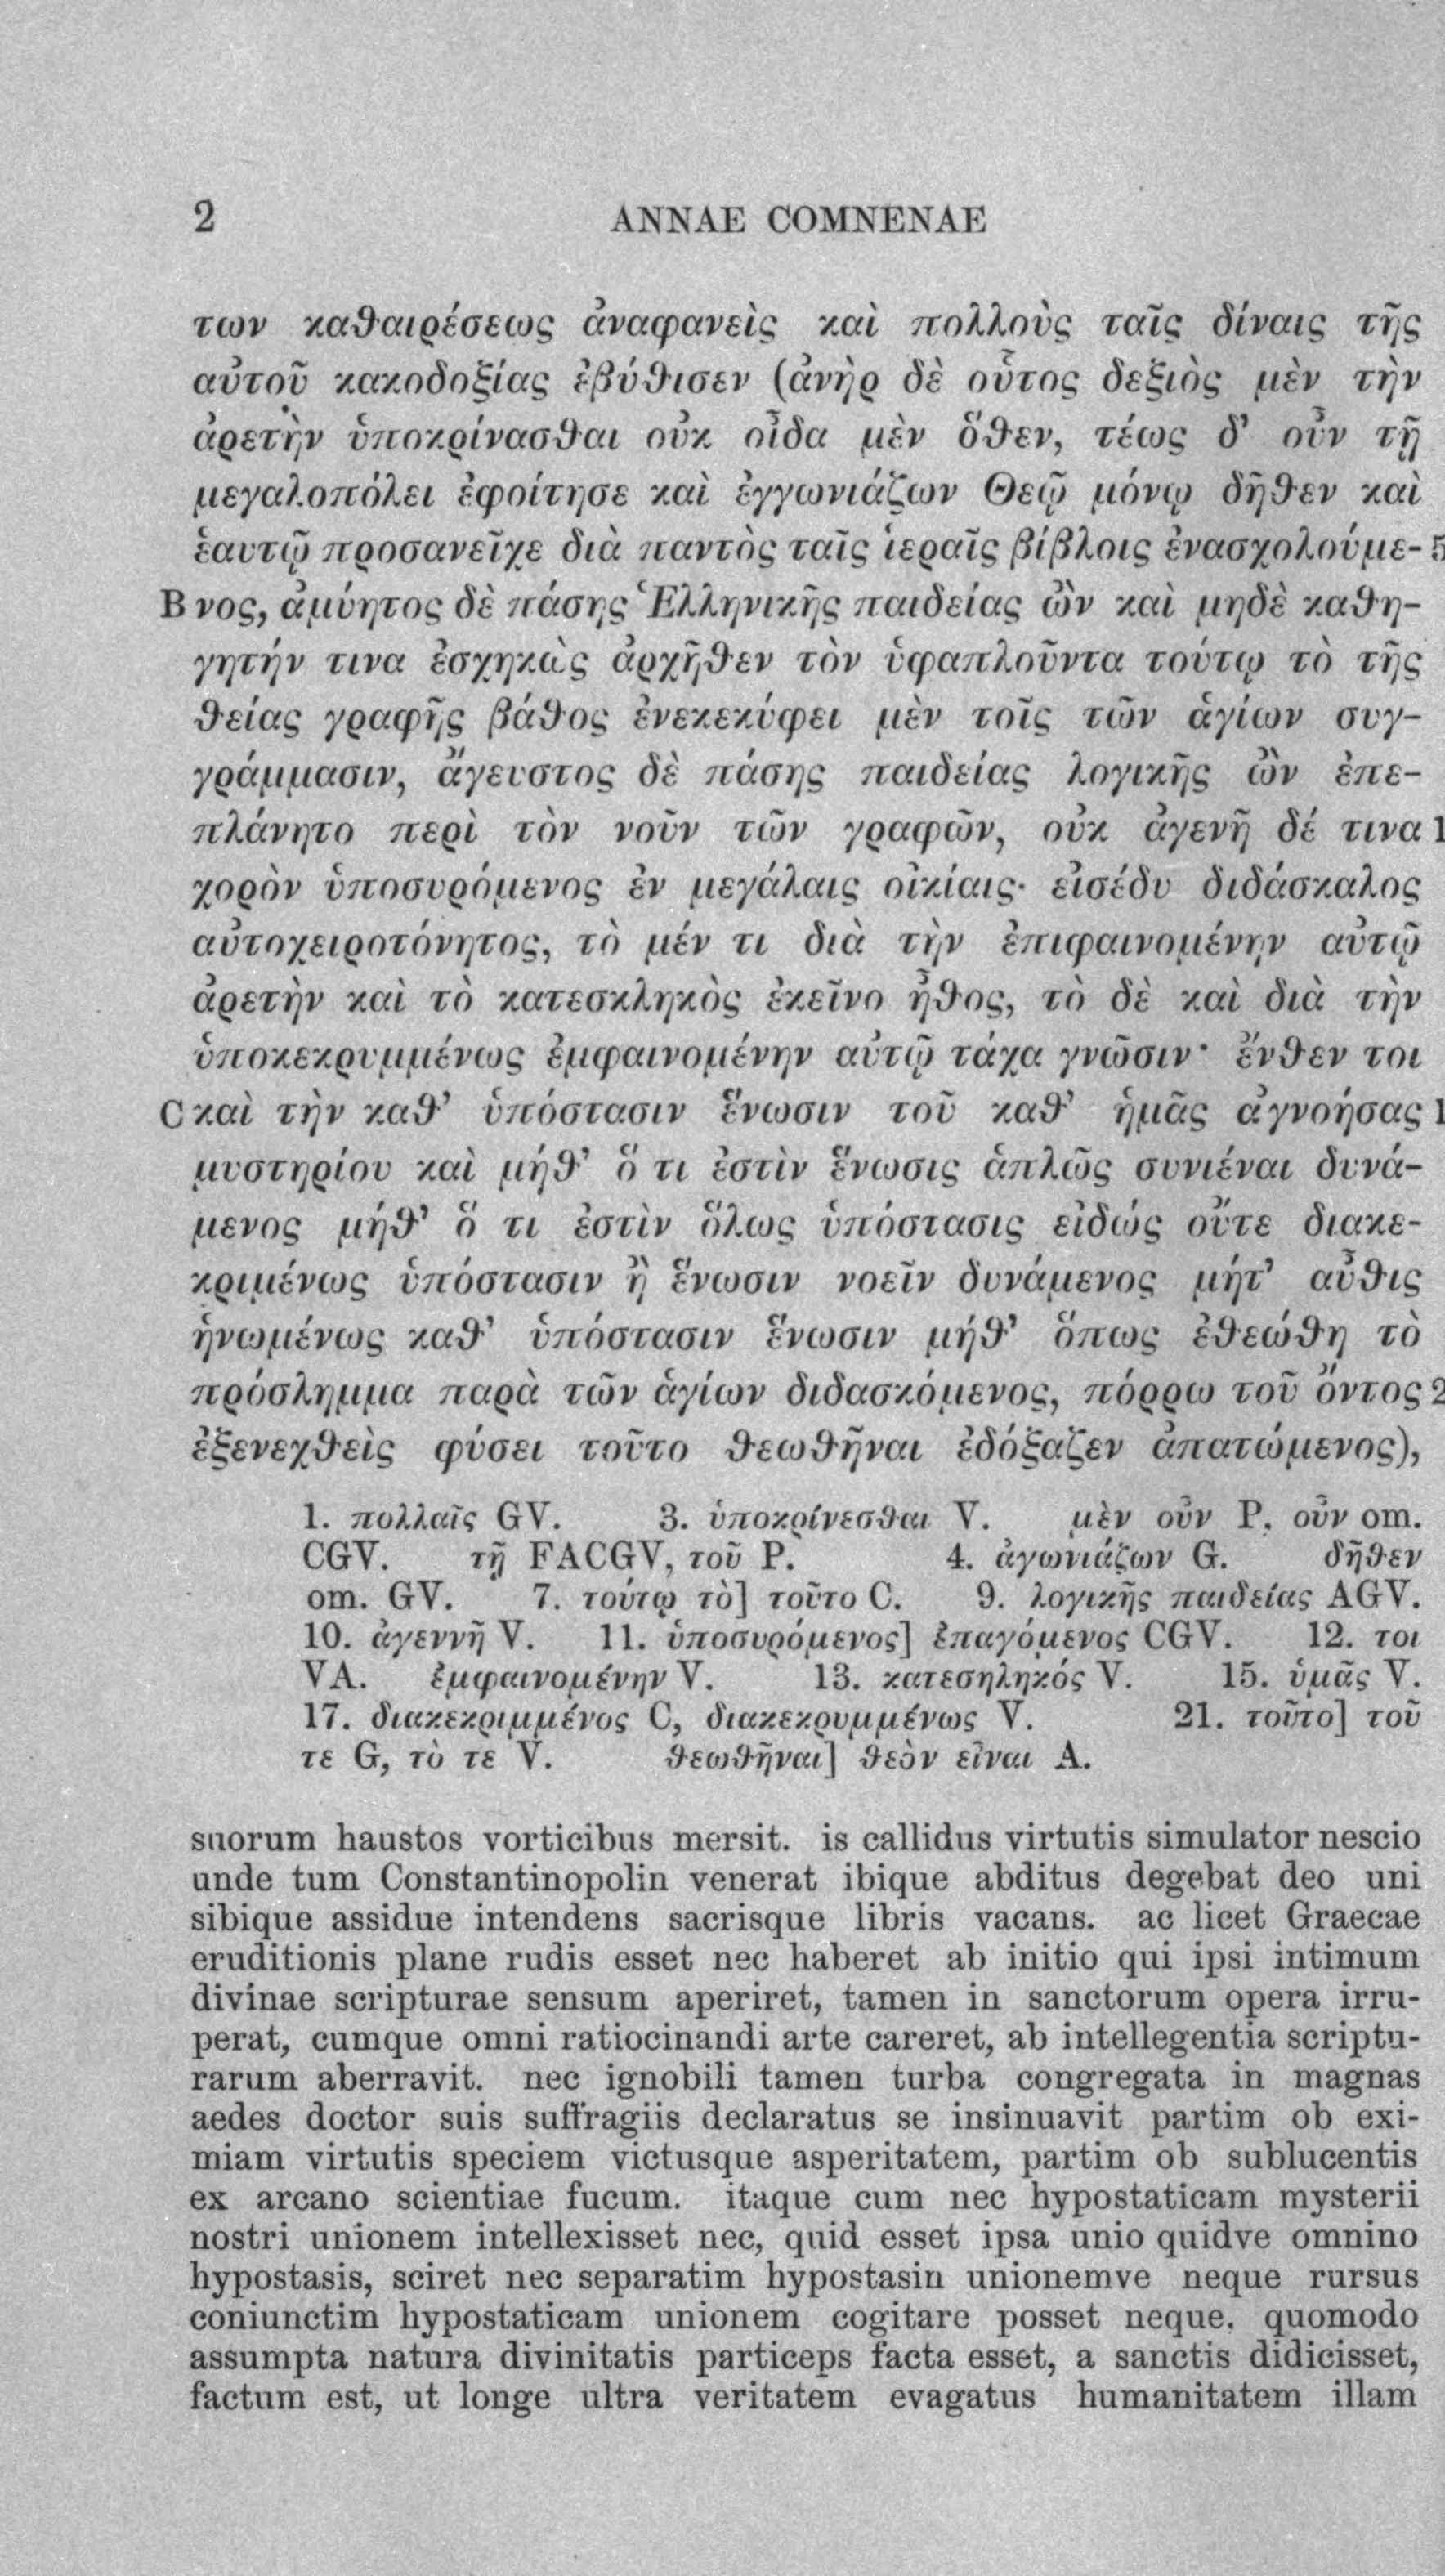 2 ANNAE COMNENAE
των καθαιρέσεως ἀναφανεὶς καὶ πολλοὺς ταῖς δίναις τῆς
αὐτοῦ κακοδοξίας ἐβύθισεν (ἀνὴρ δὲ οὗτος δεξιὸς μὲν τὴν
ἀρετὴν ὑποκρίνασθαι οὐκ οἶδα μὲν ὅθεν, τέως δ’ οὖν τῇ
μεγαλοπόλει ἐφοίτησε καὶ ἐγγωνιάζων Θεῷ μόνῳ δῆθεν καὶ
ἑαυτῷ προσανεῖχε διὰ παντὸς ταῖς ἱεραῖς βίβλοις ἐνασχολούμε- 5
B νος, ἀμύητος δὲ πάσης Ἑλληνικῆς παιδείας ὢν καὶ μηδὲ καθη-
γητήν τινα ἐσχηκὼς ἀρχῆθεν τὸν ὑφαπλοῦντα τούτῳ τὸ τῆς
θείας γραφῆς βάθος ἐνεκεκύφει μὲν τοῖς τῶν ἁγίων συγ-
γράμμασιν, ἄγευστος δὲ πάσης παιδείας λογικῆς ὢν ἐπε-
πλάνητο περὶ τὸν νοῦν τῶν γραφῶν, οὐκ ἀγενῆ δέ τινα 1
χορὸν ὑποσυρόμενος ἐν μεγάλαις οἰκίαις· εἰσέδυ διδάσκαλος
αὐτοχειροτόνητος, τὸ μέν τι διὰ τὴν ἐπιφαινομένην αὐτῷ
ἀρετὴν καὶ τὸ κατεσκληκὸς ἐκεῖνο ἦθος, τὸ δὲ καὶ διὰ τὴν
ὑποκεκρυμμένως ἐμφαινομένην αὐτῷ τάχα γνῶσιν· ἔνθεν τοι
C καὶ τὴν καθ’ ὑπόστασιν ἕνωσιν τοῦ καθ’ ἡμᾶς ἀγνοήσας 1
μυστηρίου καὶ μήθ’ ὅ τι ἐστὶν ἕνωσις ἁπλῶς συνιέναι δυνά-
μενος μήθ’ ὅ τι ἐστὶν ὅλως ὑπόστασις εἰδώς οὔτε διακε-
κριμένως ὑπόστασιν ἢ ἕνωσιν νοεῖν δυνάμενος μήτ’ αὖθις
ἡνωμένως καθ’ ὑπόστασιν ἕνωσιν μήθ’ ὅπως ἐθεώθη τὸ
πρόσλημμα παρὰ τῶν ἁγίων διδασκόμενος, πόρρω τοῦ ὄντος 2
ἐξενεχθεὶς φύσει τοῦτο θεωθῆναι ἐδόξαζεν ἀπατώμενος),
1. πολλαῖς GV. 3. ὑποκρίνεσθαι V. μὲν οὖν P, οὖν om.
CGV. τῇ FACGV, τοῦ P. 4. ἀγωνιάζων G. δῆθεν
om. GV. 7. τούτῳ τὸ] τοῦτο C. 9. λογικῆς παιδείας AGV.
10. ἀγεννῆ V. 11. ὑποσυρόμενος] ἐπαγόμενος CGV. 12. τοι
VA. ἐμφαινομένην V. 13. κατεσηληκός V. 15. ὑμᾶς V.
17. διακεκριμμένος C, διακεκρυμμένως V. 21. τοῦτο] τοῦ
τε G, τὸ τε V. θεωθῆναι] θεὸν εἶναι A.
suorum haustos vorticibus mersit. is callidus virtutis simulator nescio
unde tum Constantinopolin venerat ibique abditus degebat deo uni
sibique assidue intendens sacrisque libris vacans. ac licet Graecae
eruditionis plane rudis esset nec haberet ab initio qui ipsi intimum
divinae scripturae sensum aperiret, tamen in sanctorum opera irru-
perat, cumque omni ratiocinandi arte careret, ab intellegentia scriptu-
rarum aberravit. nec ignobili tamen turba congregata in magnas
aedes doctor suis suffragiis declaratus se insinuavit partim ob exi-
miam virtutis speciem victusque asperitatem, partim ob sublucentis
ex arcano scientiae fucum. itaque cum nec hypostaticam mysterii
nostri unionem intellexisset nec, quid esset ipsa unio quidve omnino
hypostasis, sciret nec separatim hypostasin unionemve neque rursus
coniunctim hypostaticam unionem cogitare posset neque, quomodo
assumpta natura divinitatis particeps facta esset, a sanctis didicisset,
factum est, ut longe ultra veritatem evagatus humanitatem illam